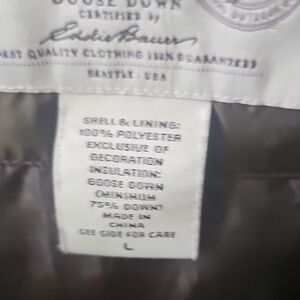 GOOSE DOWN
CERTIFIED by
Eddie Bauer
QUALITY CLOTHING 100% GUARANTEED
SEATTLE · USA
SHELL & LINING:
100% POLYESTER
EXCLUSIVE OF
DECORATION
INSULATION:
GOOSE DOWN
(MINIMUM
75% DOWN)
MADE IN
CHINA
SEE SIDE FOR CARE
L